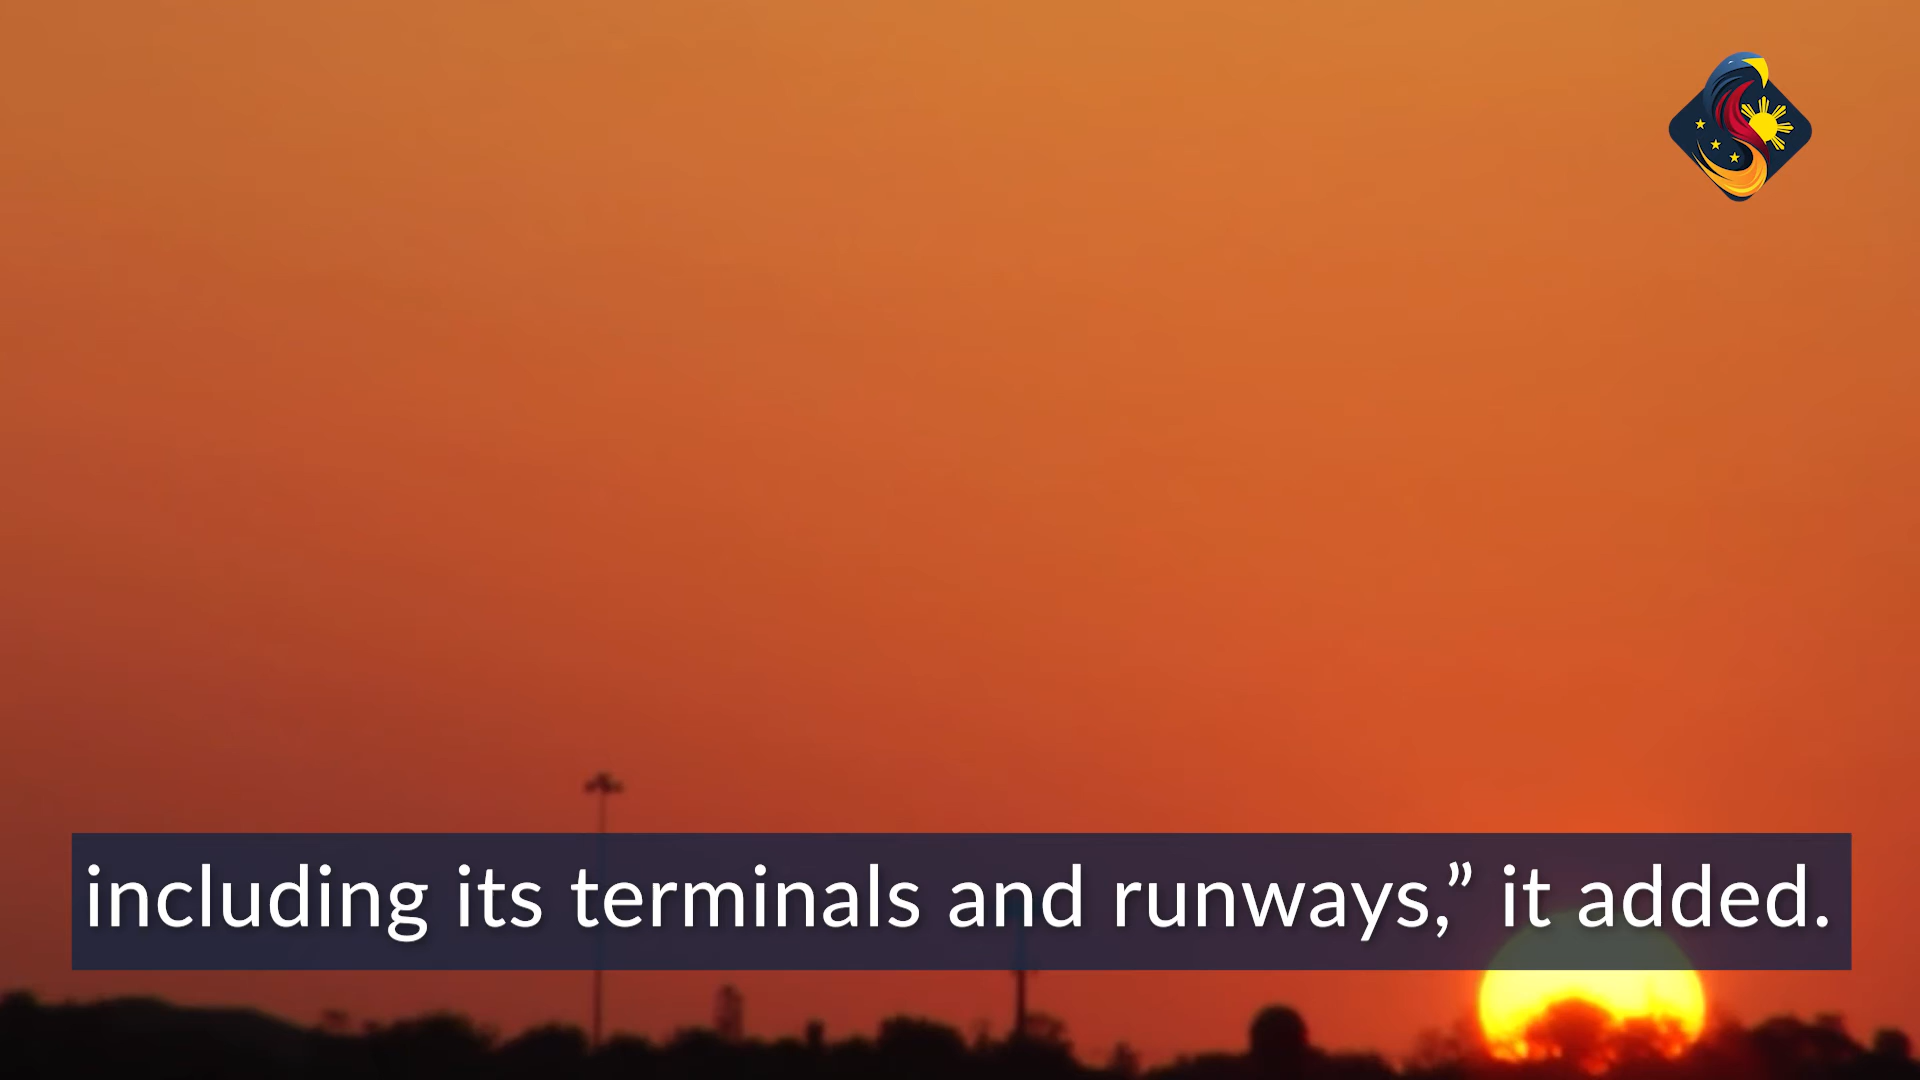 including its terminals and runways,” it added.